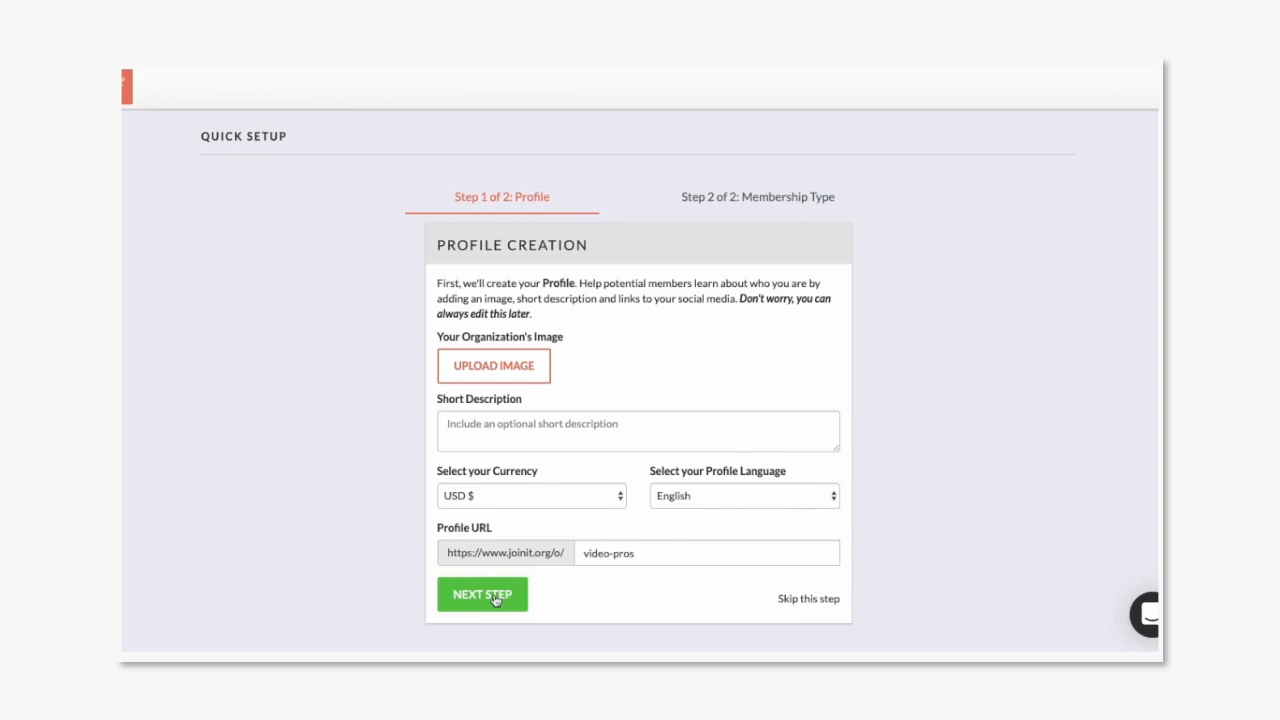 QUICK SETUP
Step 1 of 2: Profile
Step 2 of 2: Membership Type
PROFILE CREATION
First, we'll create your Profile. Help potential members learn about who you are by
adding an image, short description and links to your social media. Don't worry, you can
always edit this later.
Your Organization's Image
UPLOAD IMAGE
Short Description
Include an optional short description
Select your Currency
Select your Profile Language
USD $
English
Profile URL
https://www.joinit.org/o/
video-pros
NEXT STEP
Skip this step